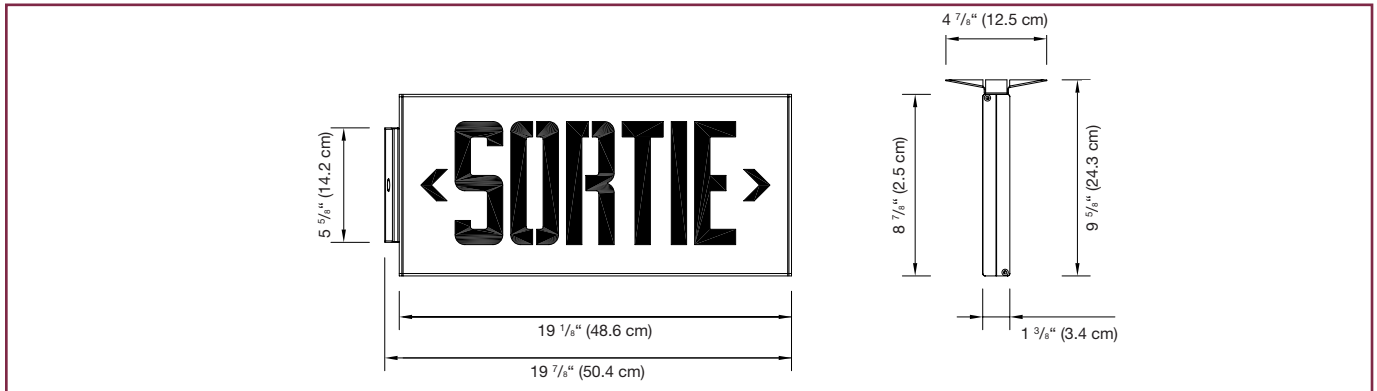 4 7/8“ (12.5 cm)
5 5/8“ (14.2 cm)
SORTIE
8 7/8“ (2.5 cm)
9 5/8“ (24.3 cm)
19 1/8“ (48.6 cm)
1 3/8“ (3.4 cm)
19 7/8“ (50.4 cm)